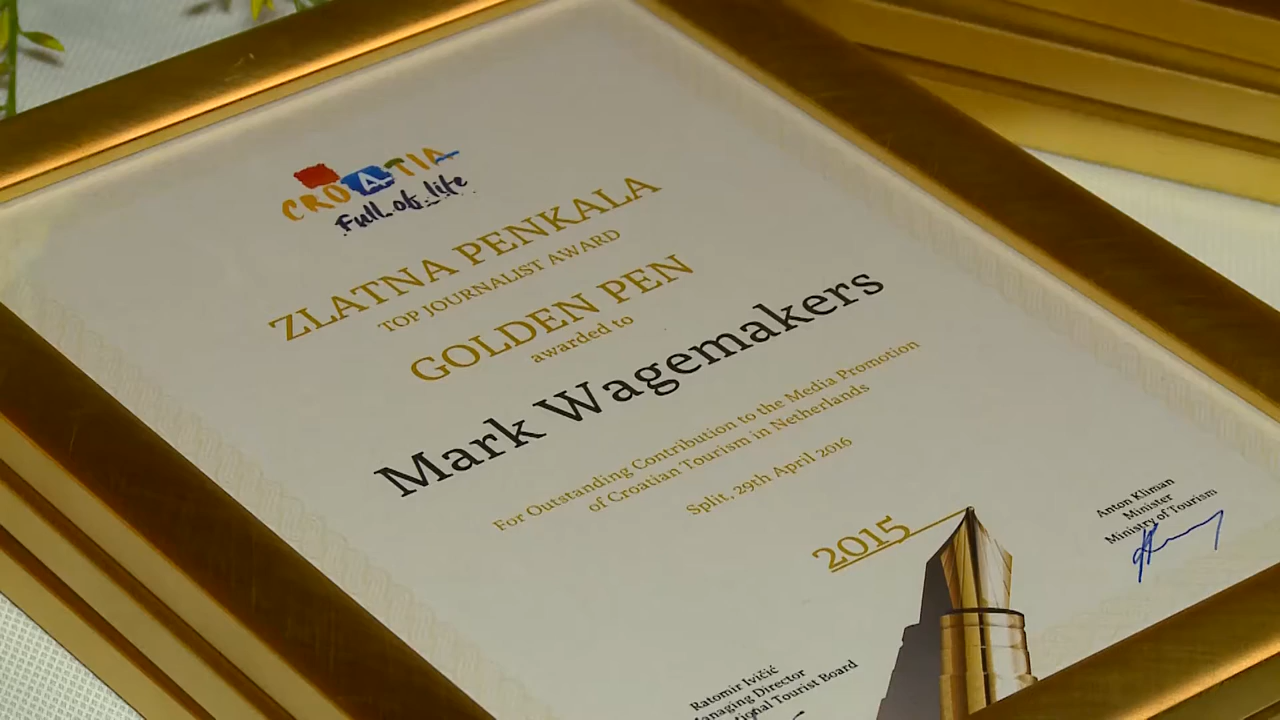 CROATIA
Full of life
ZLATNA PENKALA
TOP JOURNALIST AWARD
GOLDEN PEN
awarded to
Mark Wagemakers
For Outstanding Contribution to the Media Promotion
of Croatian Tourism in Netherlands
Split, 29th April 2016
2015
Anton Kliman
Minister
Ministry of Tourism
Ratomir Ivičić
Director
Tourist Board